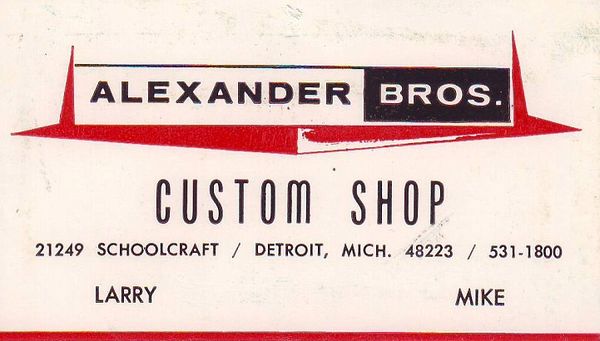 ALEXANDER BROS.
CUSTOM SHOP
21249 SCHOOLCRAFT / DETROIT, MICH. 48223 / 531-1800
LARRY MIKE